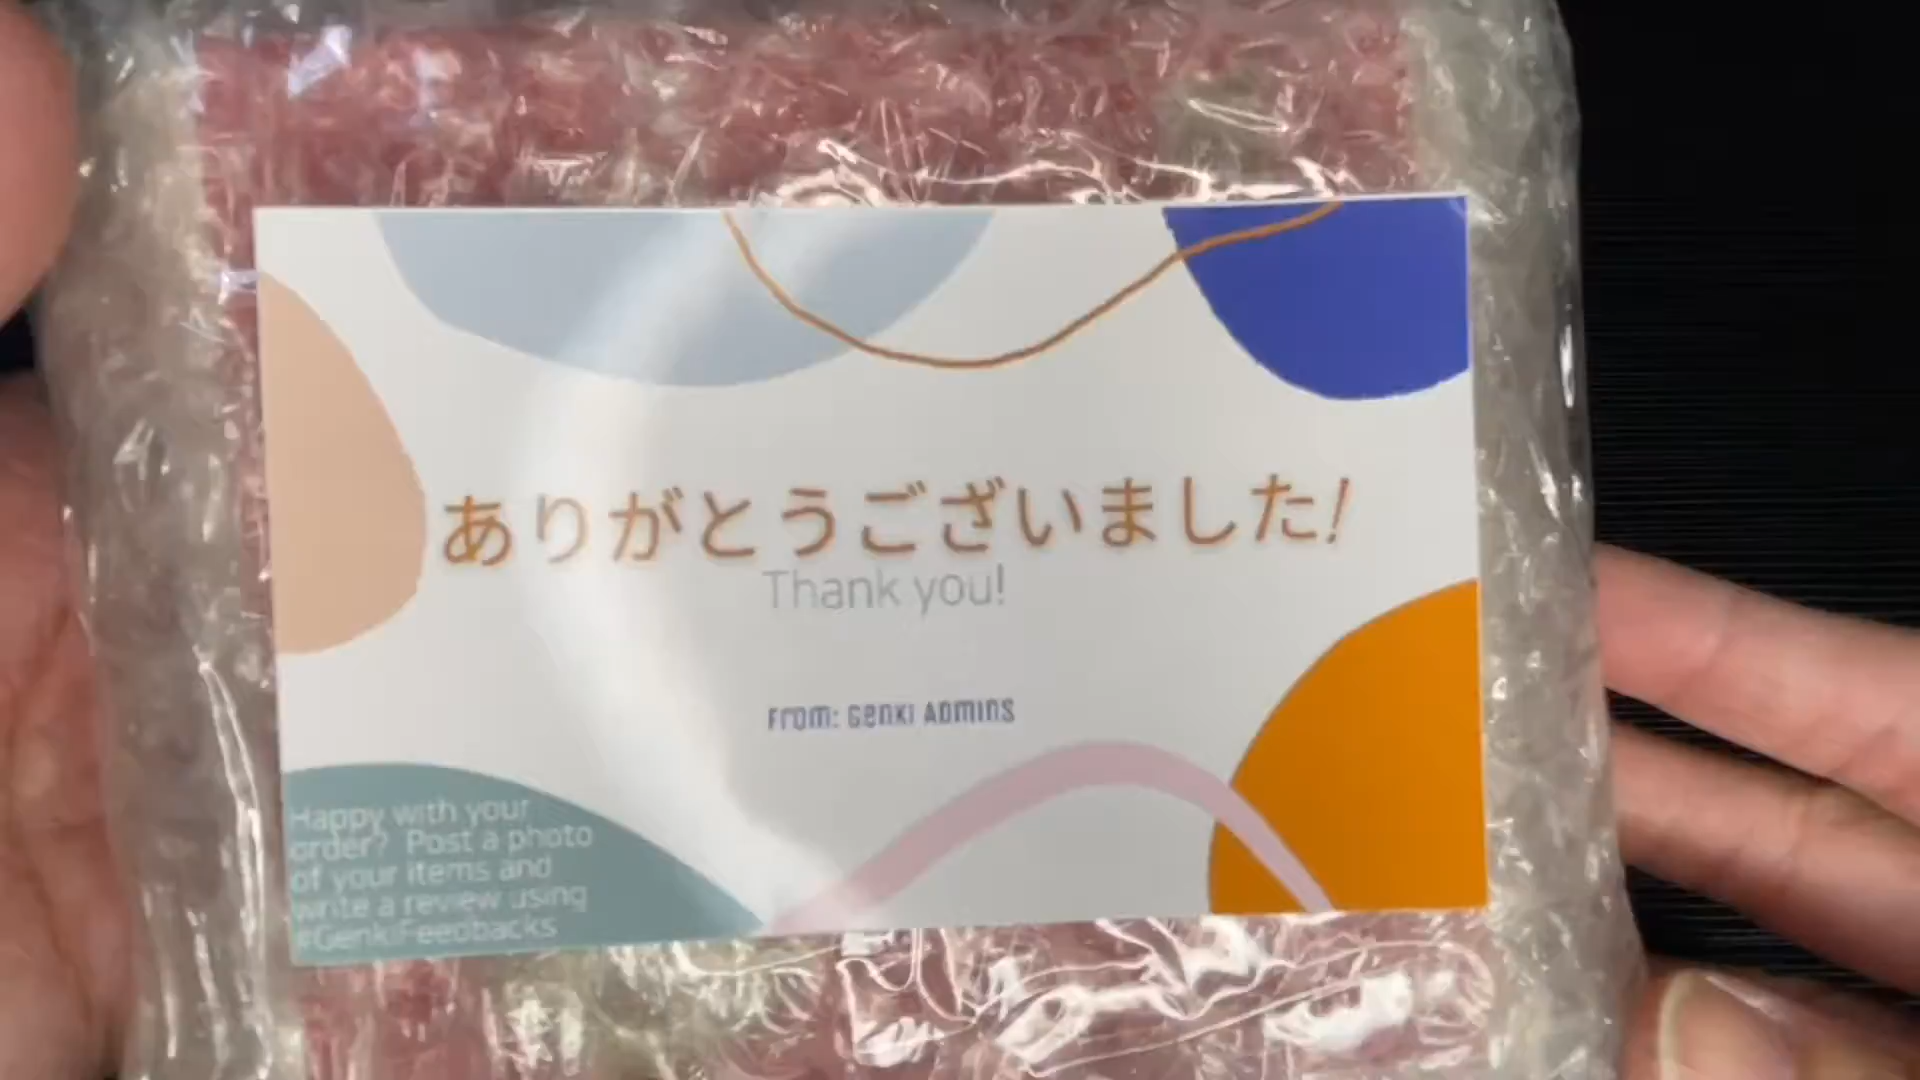 ありがとうございました!
Thank you!
From: Genki Admins
Happy with your
order? Post a photo
of your items and
write a review using
#GenkiFeedbacks